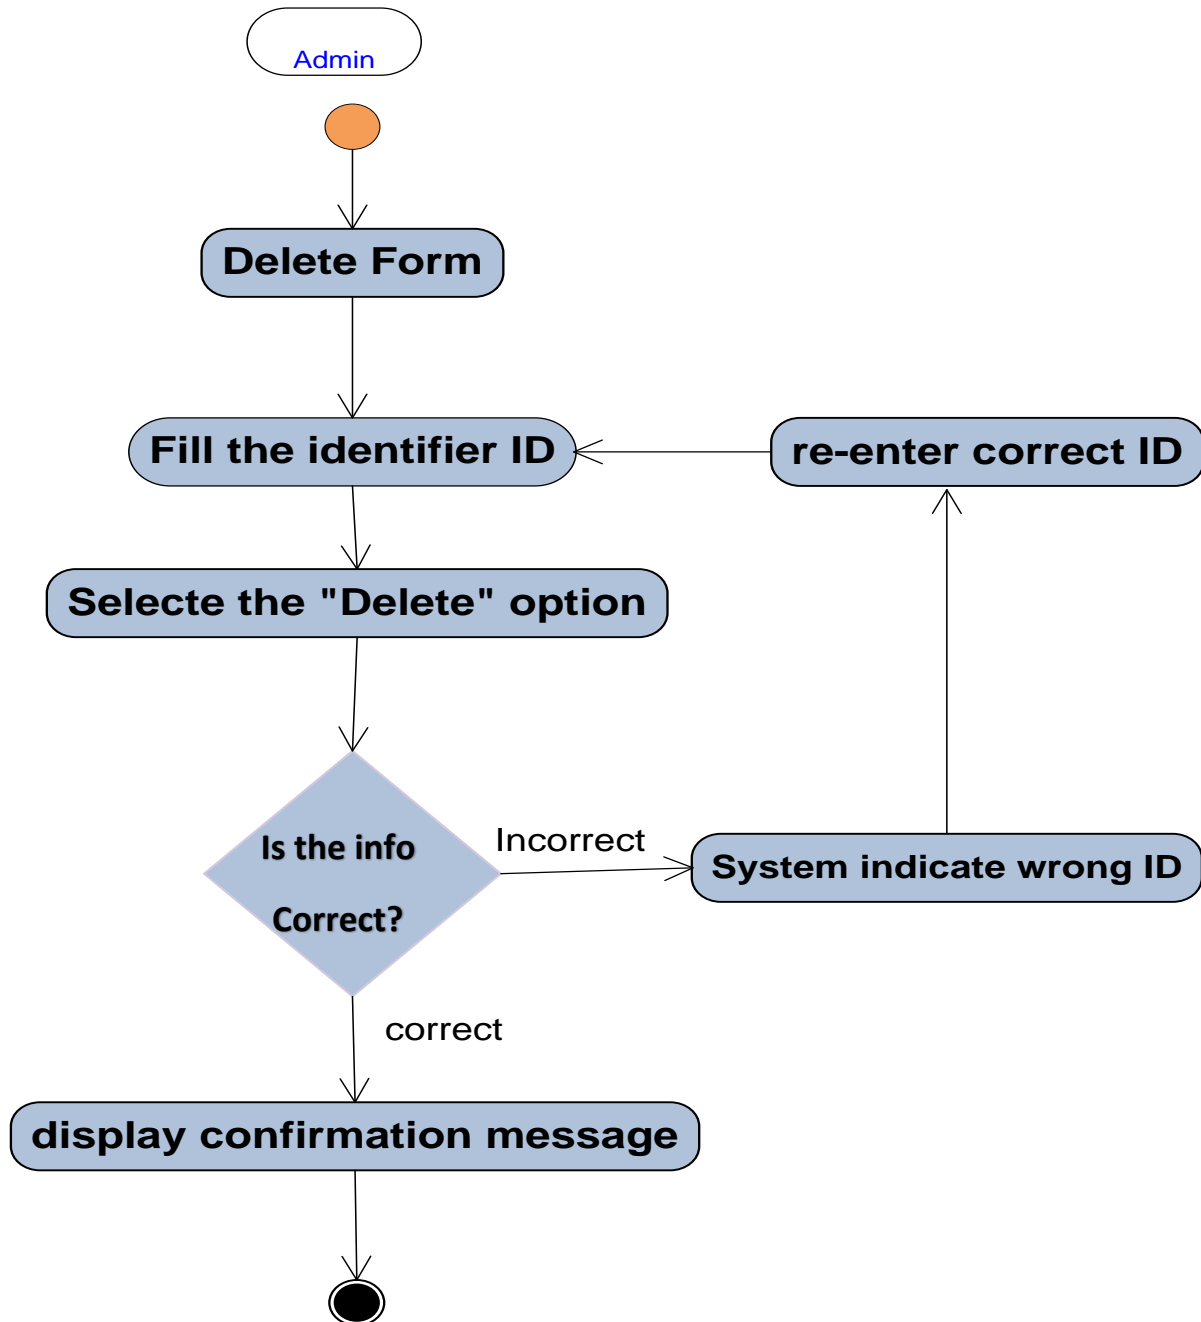 Admin
Delete Form
Fill the identifier ID
re-enter correct ID
Selecte the "Delete" option
Is the info
Correct?
Incorrect
System indicate wrong ID
correct
display confirmation message